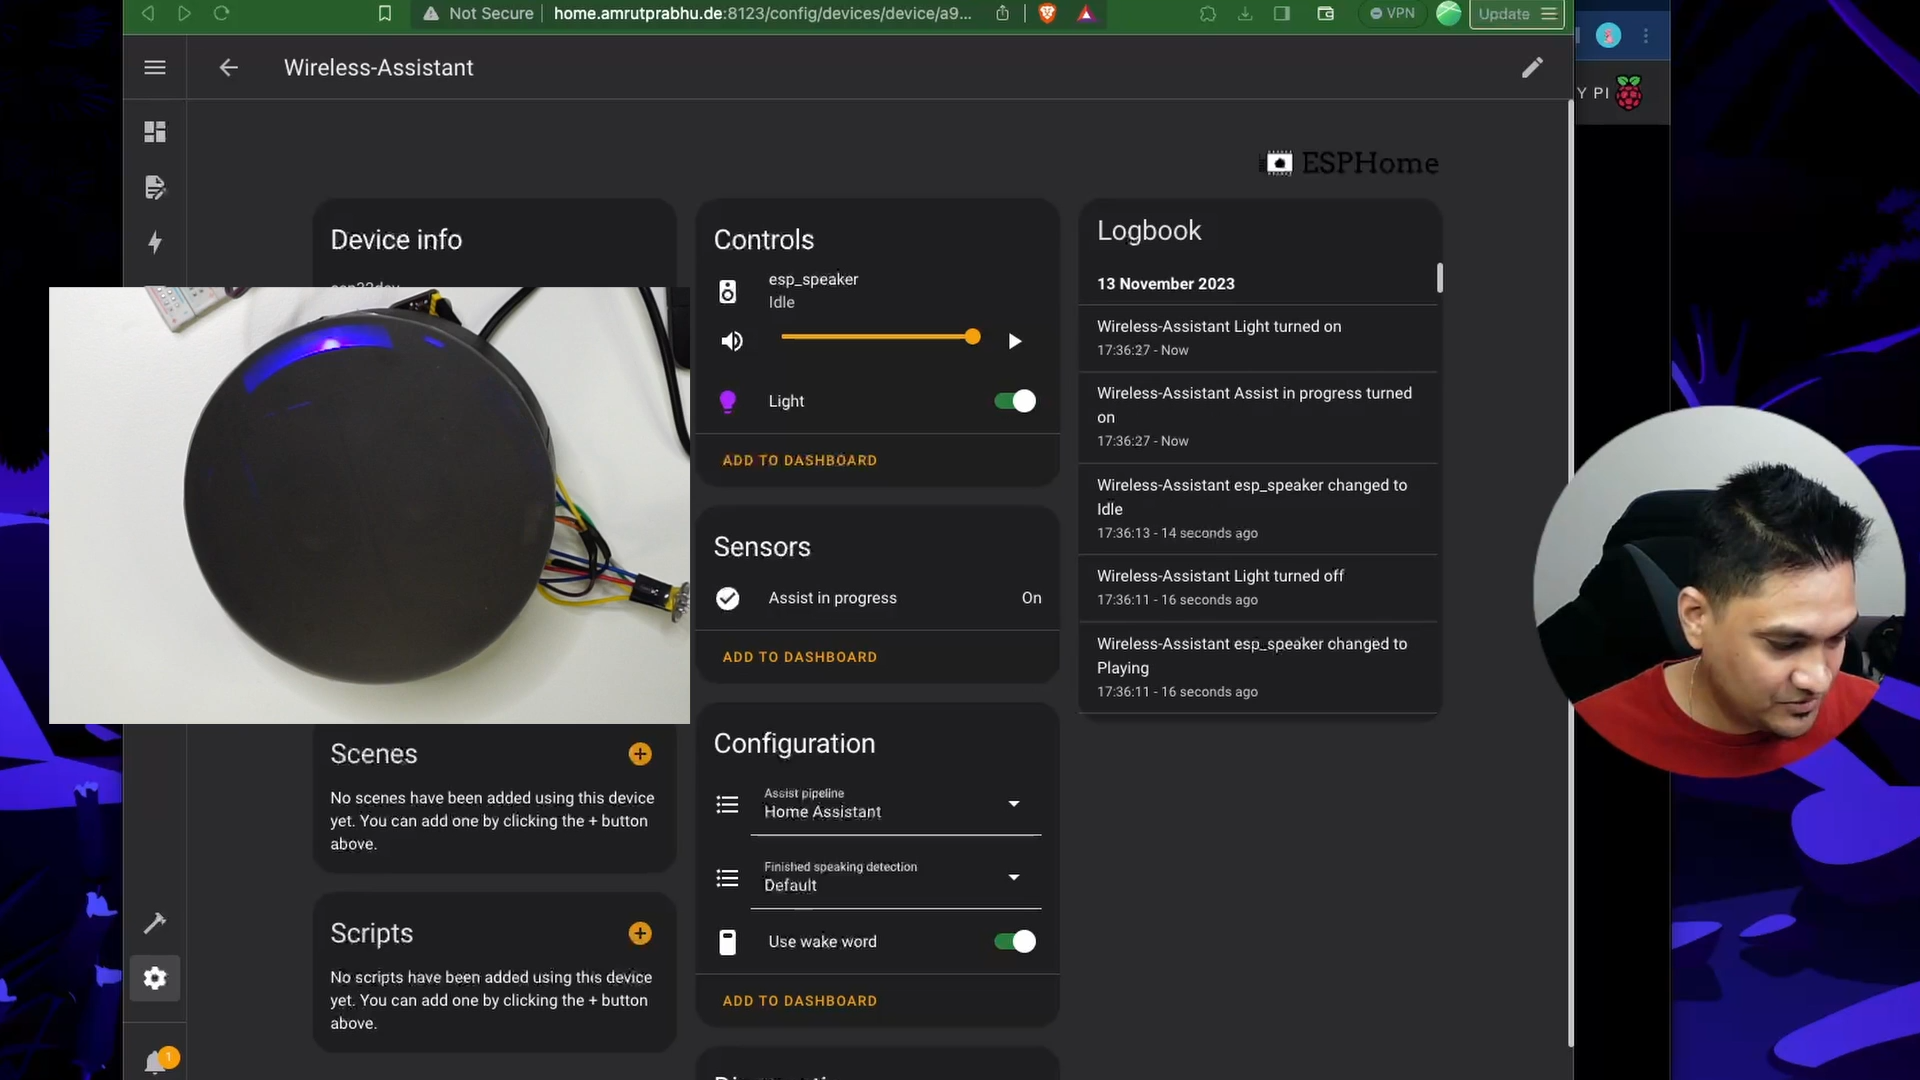 Not Secure
home.amrutprabhu.de:8123/config/devices/device/a9...
VPN
Update
Wireless-Assistant
Y PI
ESPHome
Device info
Controls
esp_speaker
Idle
Light
ADD TO DASHBOARD
Sensors
Assist in progress
On
ADD TO DASHBOARD
Configuration
Assist pipeline
Home Assistant
Finished speaking detection
Default
Use wake word
ADD TO DASHBOARD
Logbook
13 November 2023
Wireless-Assistant Light turned on
17:36:27 - Now
Wireless-Assistant Assist in progress turned
on
17:36:27 - Now
Wireless-Assistant esp_speaker changed to
Idle
17:36:13 - 14 seconds ago
Wireless-Assistant Light turned off
17:36:11 - 16 seconds ago
Wireless-Assistant esp_speaker changed to
Playing
17:36:11 - 16 seconds ago
Scenes
No scenes have been added using this device
yet. You can add one by clicking the + button
above.
Scripts
No scripts have been added using this device
yet. You can add one by clicking the + button
above.
1